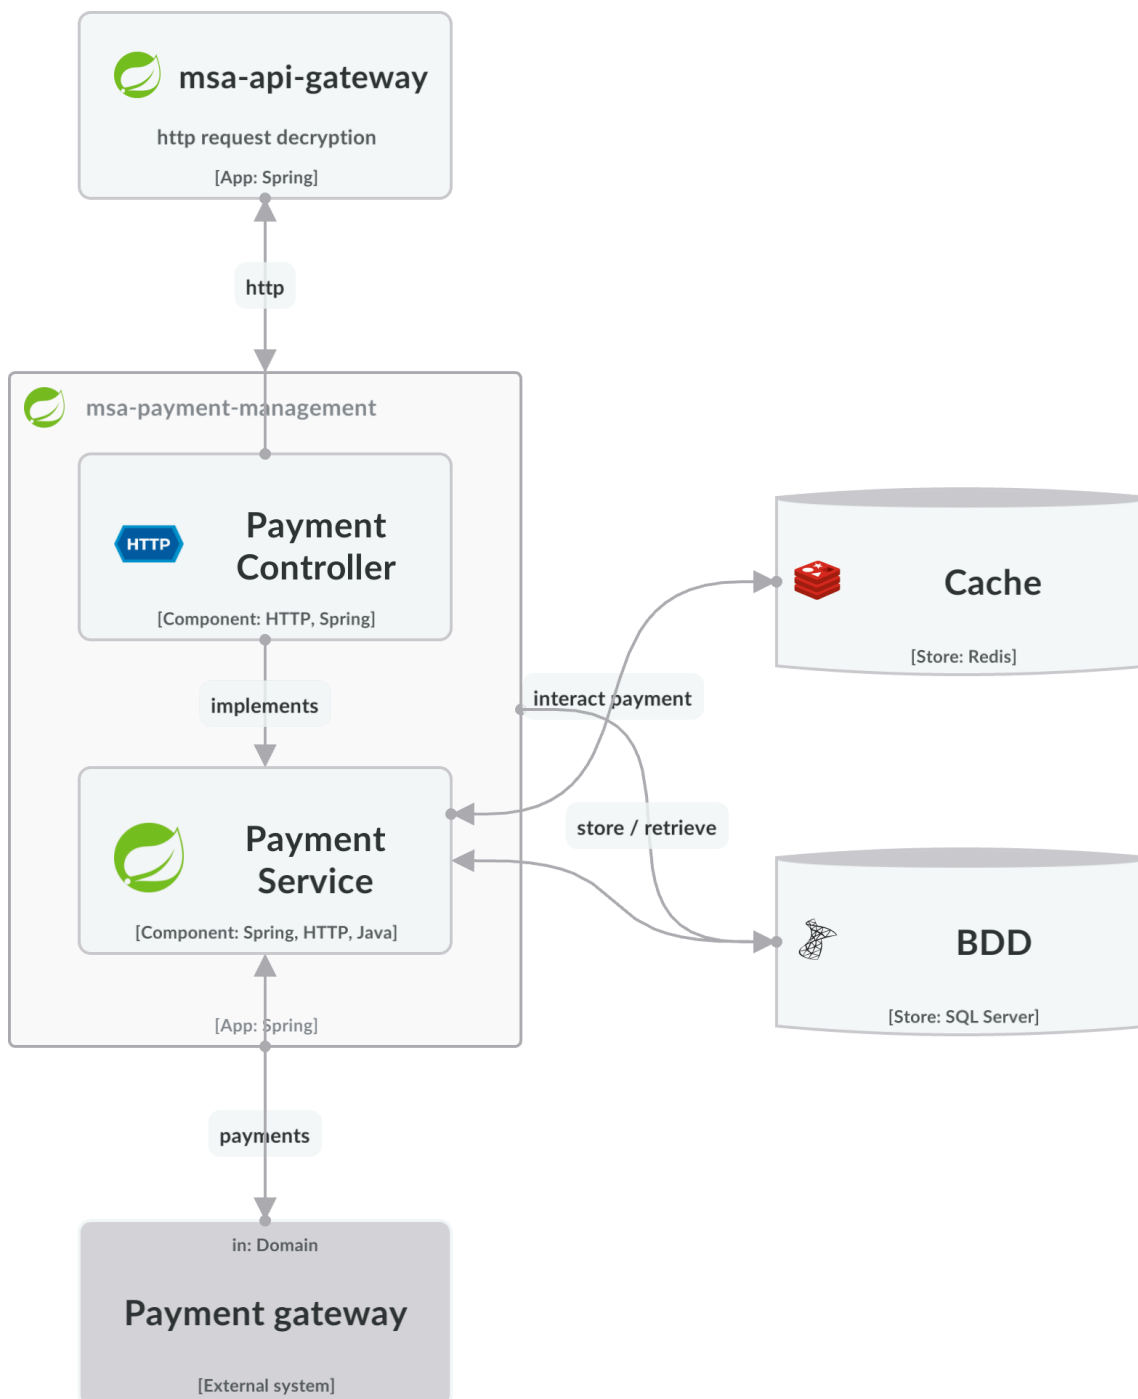 msa-api-gateway
http request decryption
[App: Spring]
http
msa-payment-management
HTTP
Payment
Controller
[Component: HTTP, Spring]
implements
Payment
Service
[Component: Spring, HTTP, Java]
[App: Spring]
interact payment
store / retrieve
Cache
[Store: Redis]
BDD
[Store: SQL Server]
payments
in: Domain
Payment gateway
[External system]